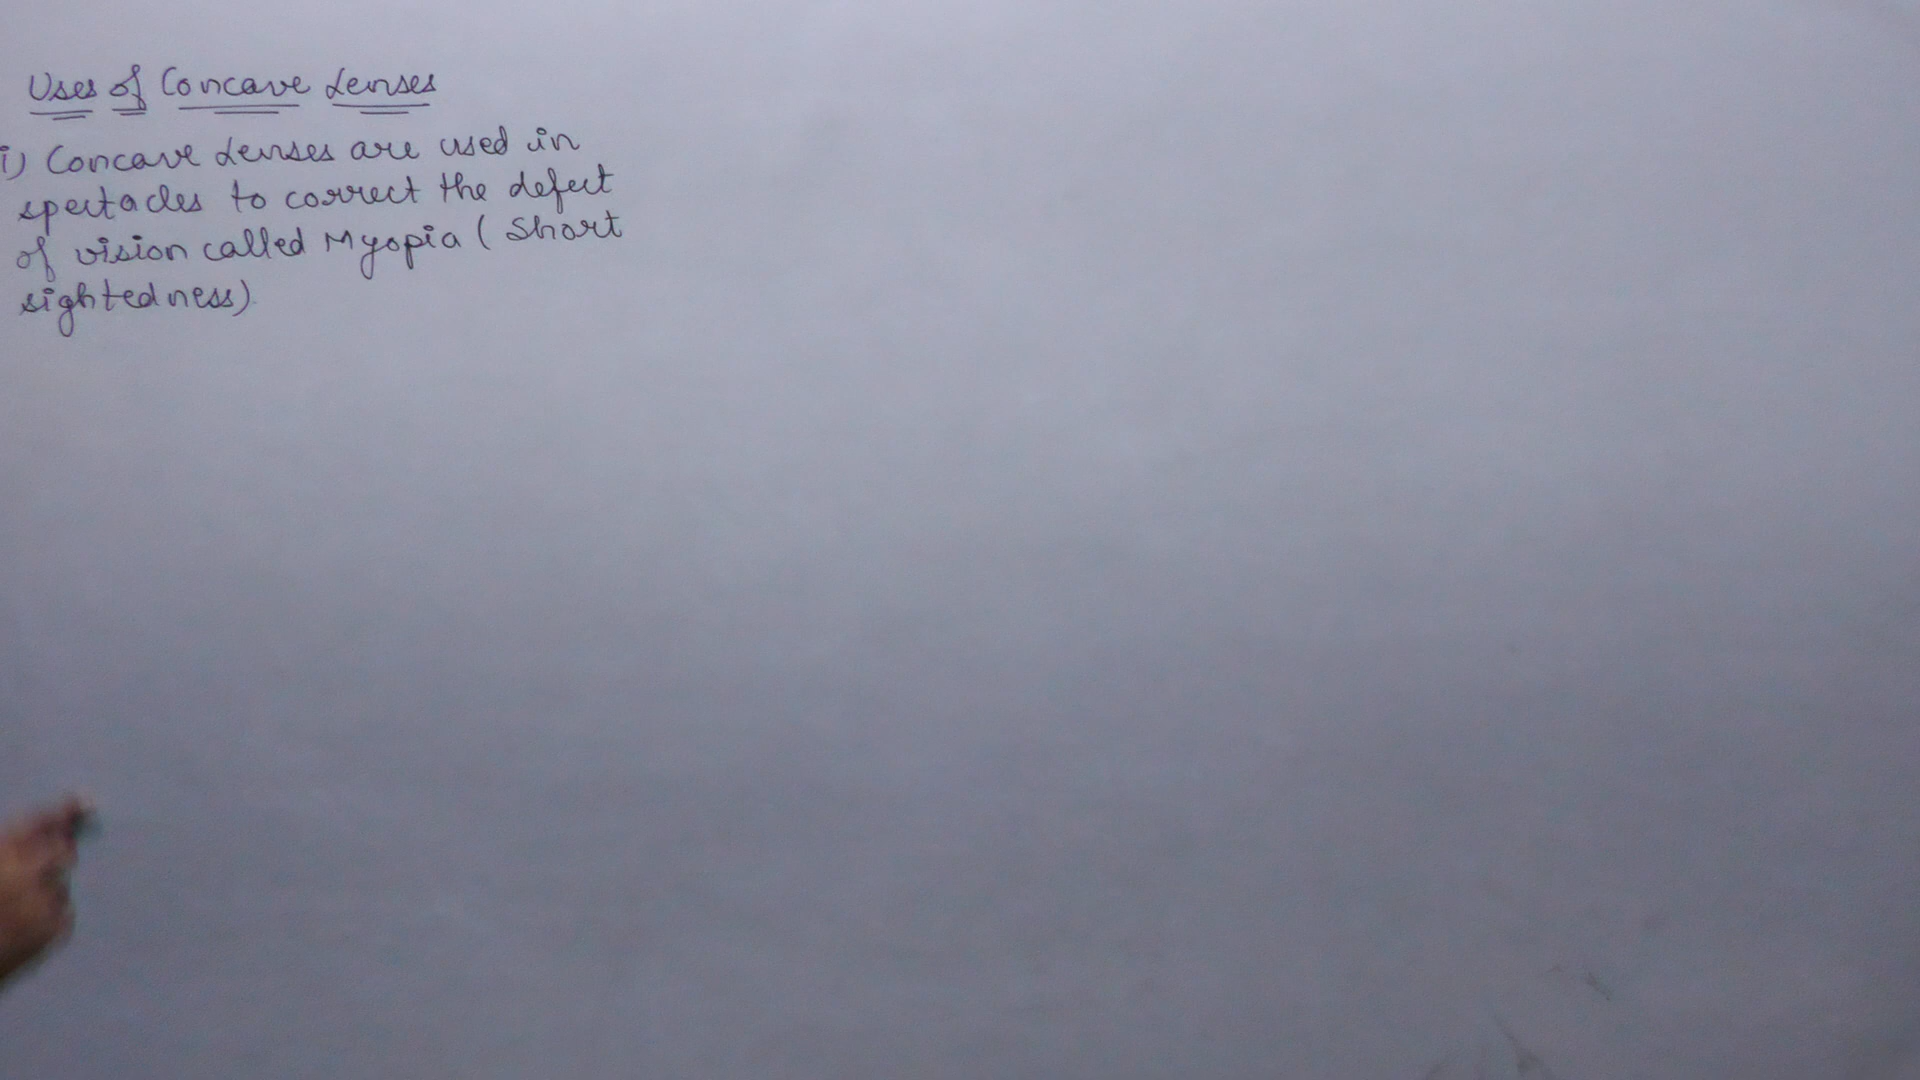 Uses of Concave Lenses
i) Concave Lenses are used in
spectacles to correct the defect
of vision called Myopia ( Short
sightedness).